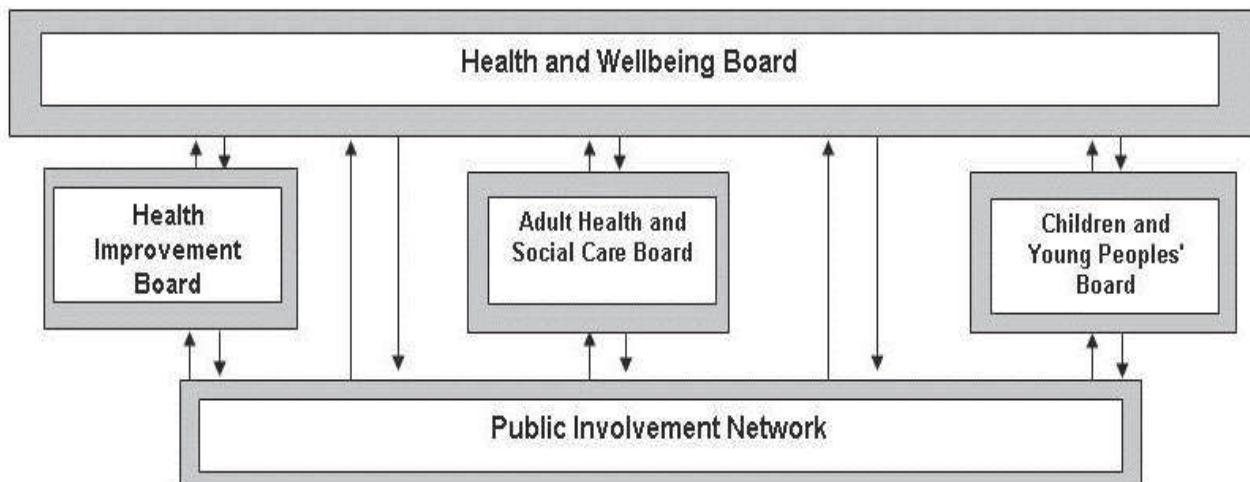 Health and Wellbeing Board
Health
Improvement
Board
Adult Health and
Social Care Board
Children and
Young Peoples'
Board
Public Involvement Network